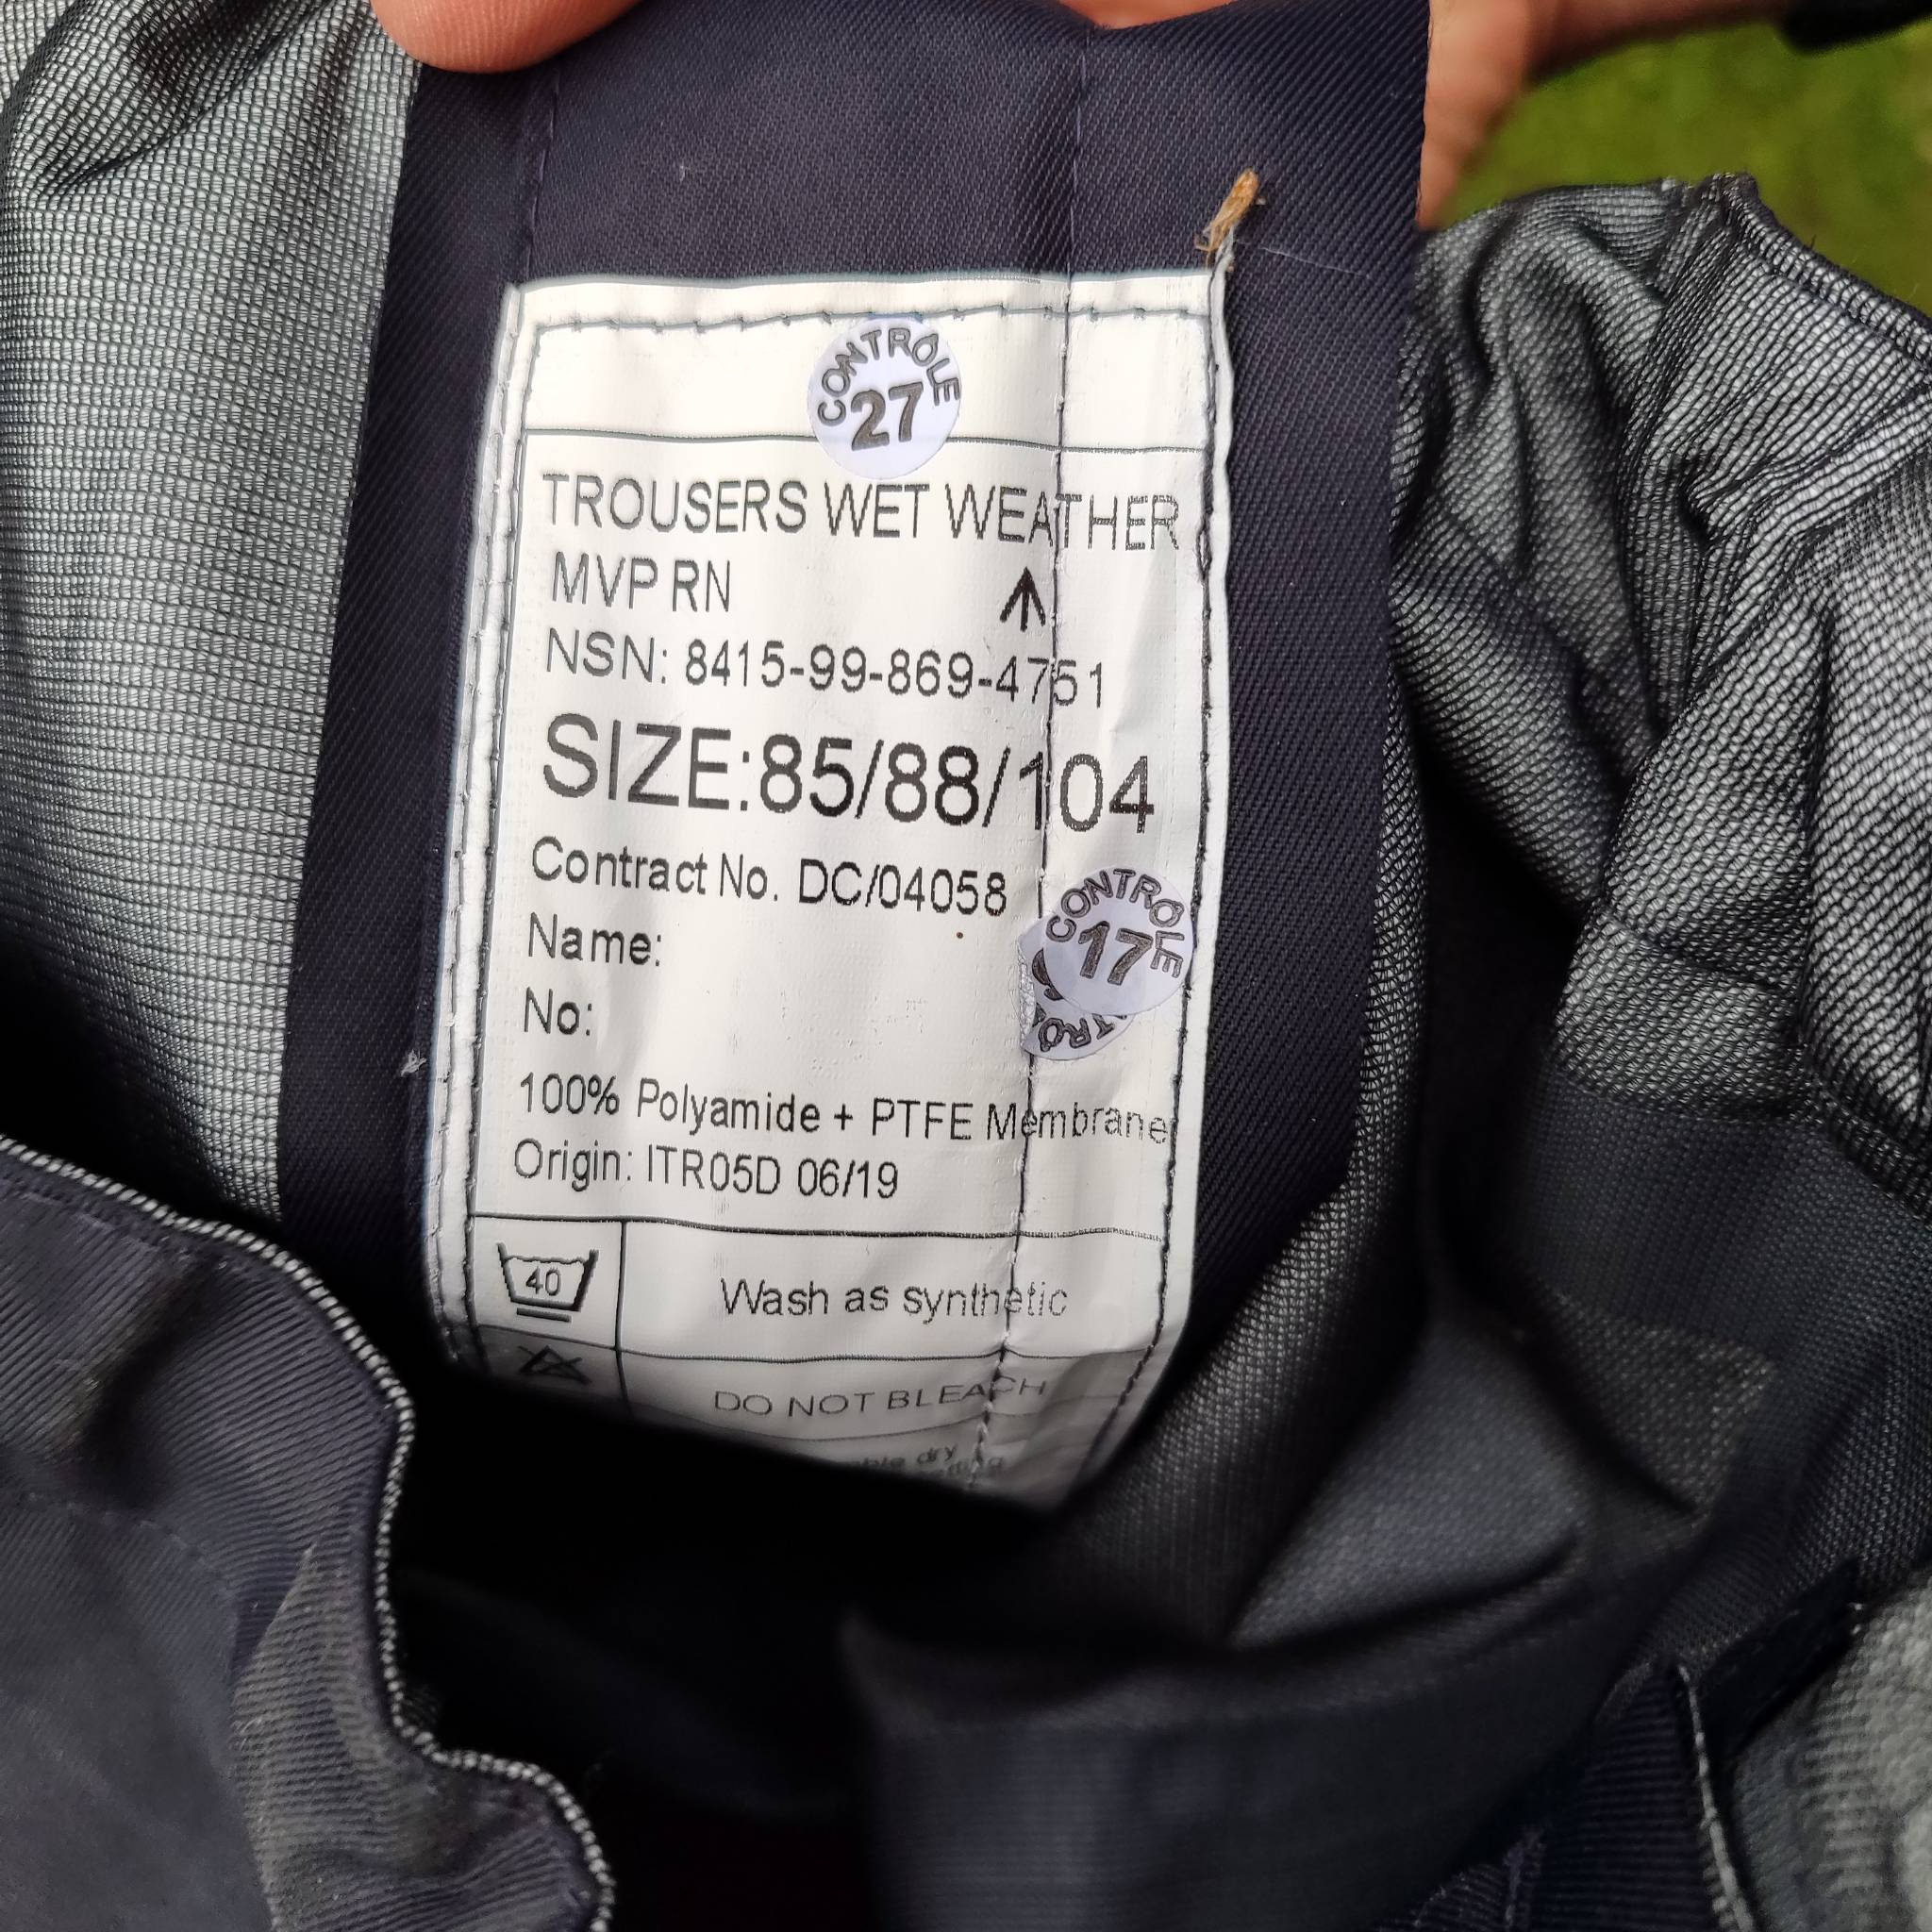 CONTRÔLE
27
TROUSERS WET WEATHER
MVP RN
NSN: 8415-99-869-4751
SIZE:85/88/104
Contract No. DC/04058
CONTRÔLE
17
Name:
No:
100% Polyamide + PTFE Membrane
Origin: ITR05D 06/19
40
Wash as synthetic
DO NOT BLEACH
dry